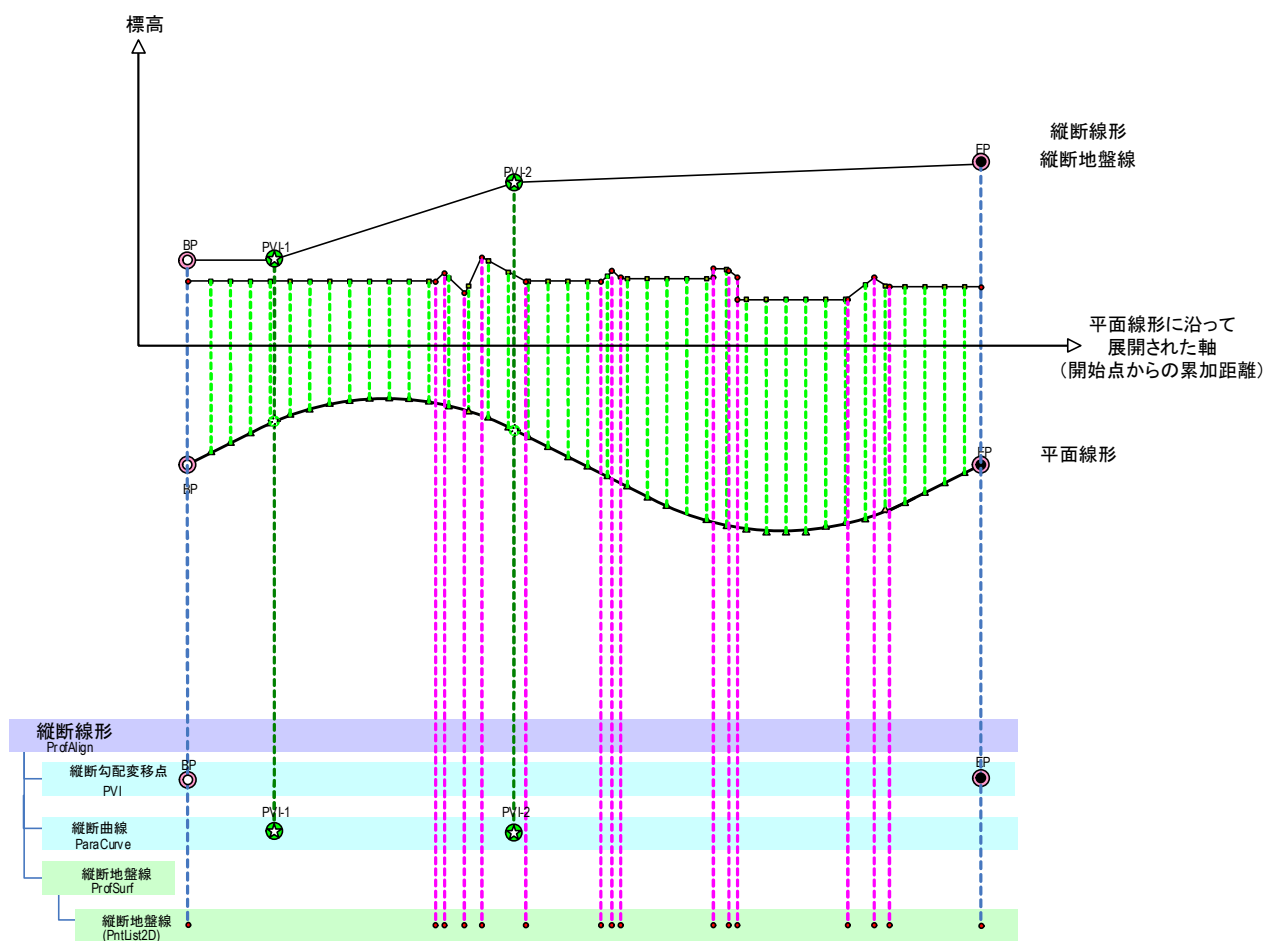 標高
縦断線形
EP
縦断地盤線
PVI-2
BP
PVI-1
平面線形に沿って
展開された軸
（開始点からの累加距離）
EP
平面線形
BP
縦断線形
ProfAlign
BP
EP
縦断勾配変移点
PVI
PVI-1
PVI-2
縦断曲線
ParaCurve
縦断地盤線
ProfSurf
縦断地盤線
(PntList2D)